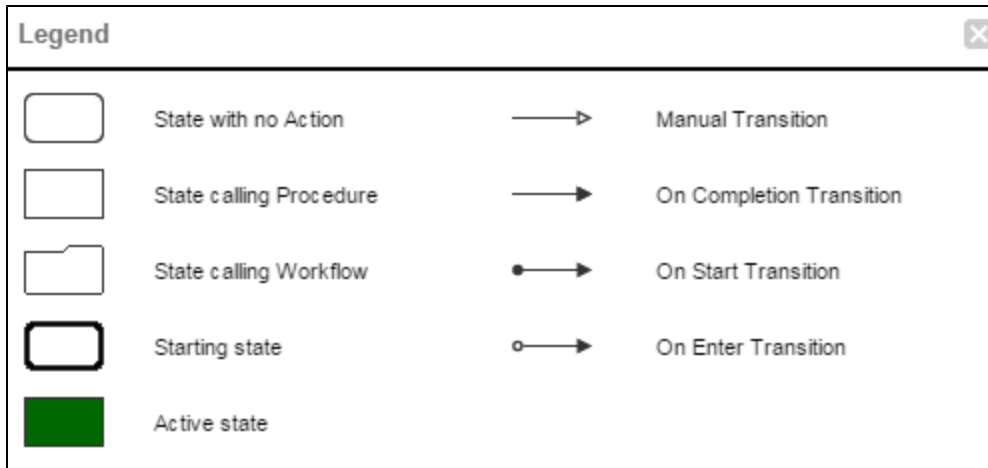 Legend
State with no Action
Manual Transition
State calling Procedure
On Completion Transition
State calling Workflow
On Start Transition
Starting state
On Enter Transition
Active state